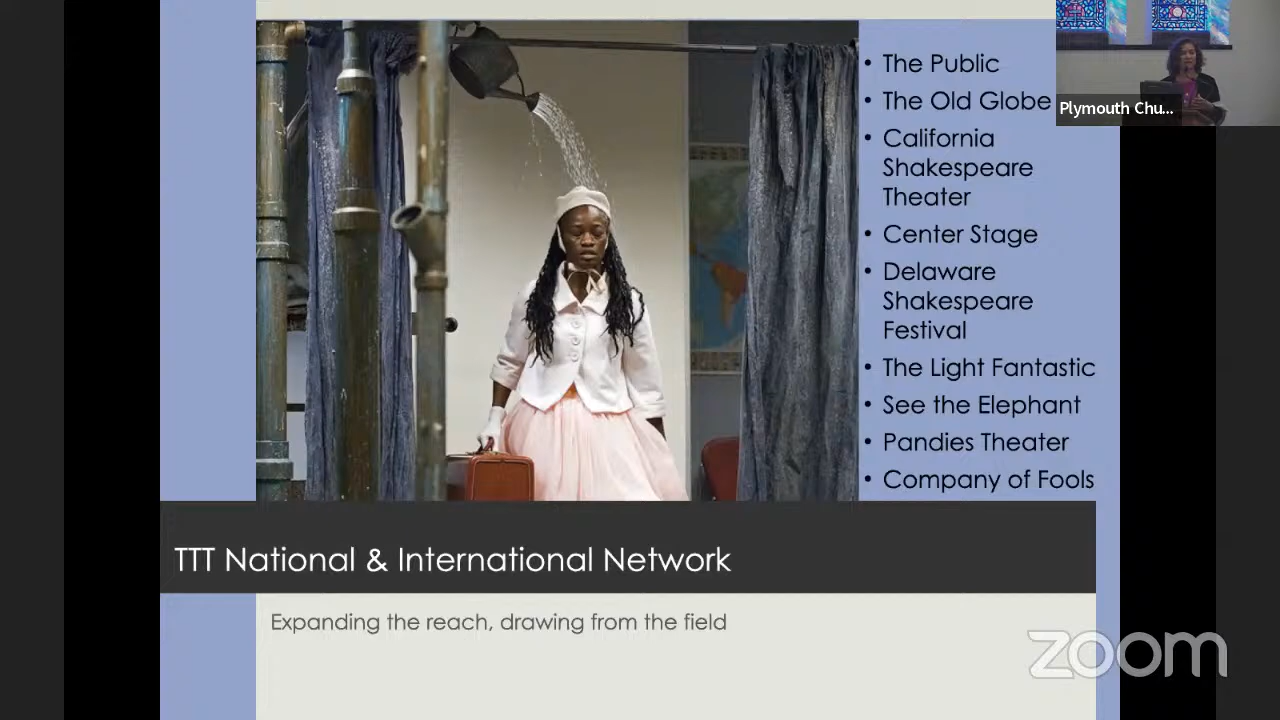 The Public
The Old Globe
California
Shakespeare
Theater
Center Stage
Delaware
Shakespeare
Festival
The Light Fantastic
See the Elephant
Pandies Theater
Company of Fools
Plymouth Chu...
TTT National & International Network
Expanding the reach, drawing from the field
zoom